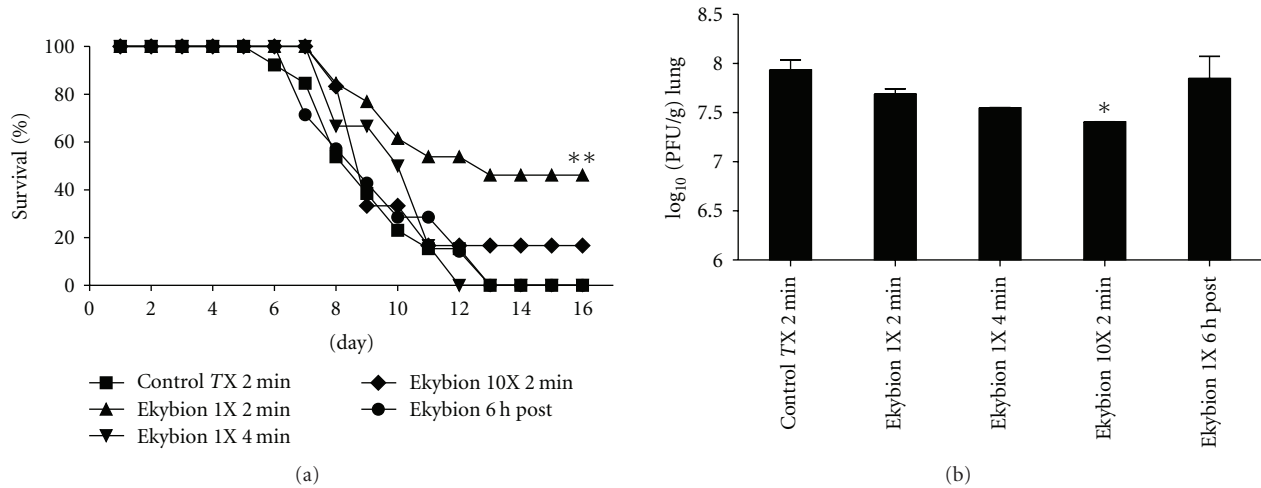 100
80
60
40
20
0
Survival (%)
0 2 4 6 8 10 12 14 16
(day)
**
Control TX 2 min
Ekybion 1X 2 min
Ekybion 1X 4 min
Ekybion 10X 2 min
Ekybion 6 h post
(a)
8.5
8
7.5
7
6.5
6
log₁₀ (PFU/g) lung
*
Control TX 2 min
Ekybion 1X 2 min
Ekybion 1X 4 min
Ekybion 10X 2 min
Ekybion 1X 6 h post
(b)